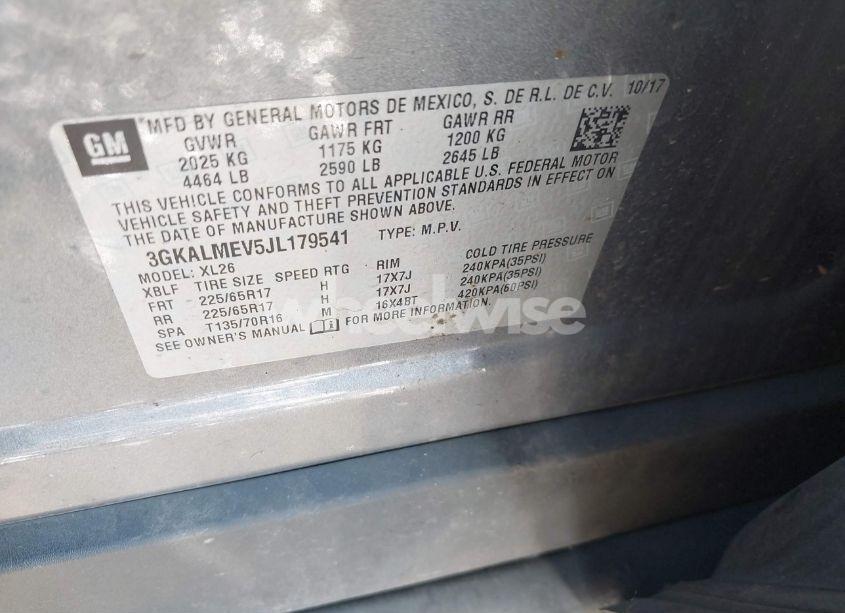 GM
MFD BY GENERAL MOTORS DE MEXICO, S. DE R.L. DE C.V. 10/17
GVWR GAWR FRT GAWR RR
2025 KG 1175 KG 1200 KG
4464 LB 2590 LB 2645 LB
THIS VEHICLE CONFORMS TO ALL APPLICABLE U.S. FEDERAL MOTOR
VEHICLE SAFETY AND THEFT PREVENTION STANDARDS IN EFFECT ON
THE DATE OF MANUFACTURE SHOWN ABOVE.
3GKALMEV5JL179541 TYPE: M.P.V.
MODEL: XL26
XBLF TIRE SIZE SPEED RTG RIM COLD TIRE PRESSURE
FRT 225/65R17 H 17X7J 240KPA(35PSI)
RR 225/65R17 H 17X7J 240KPA(35PSI)
SPA T135/70R16 M 16X4BT 420KPA(60PSI)
SEE OWNER'S MANUAL FOR MORE INFORMATION.